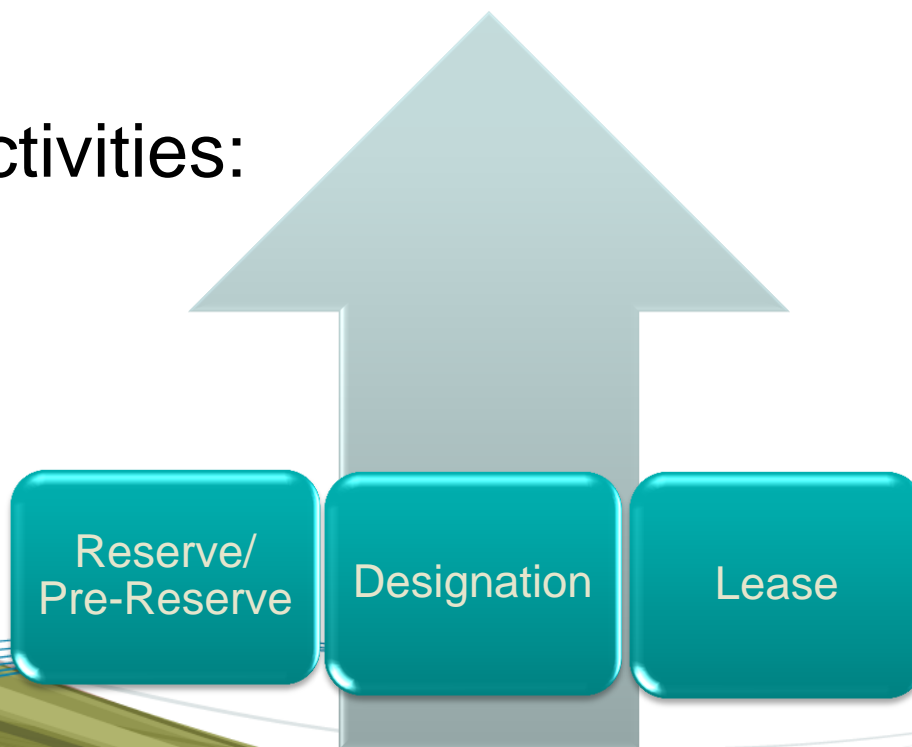 ctivities:
Reserve/
Pre-Reserve
Designation
Lease